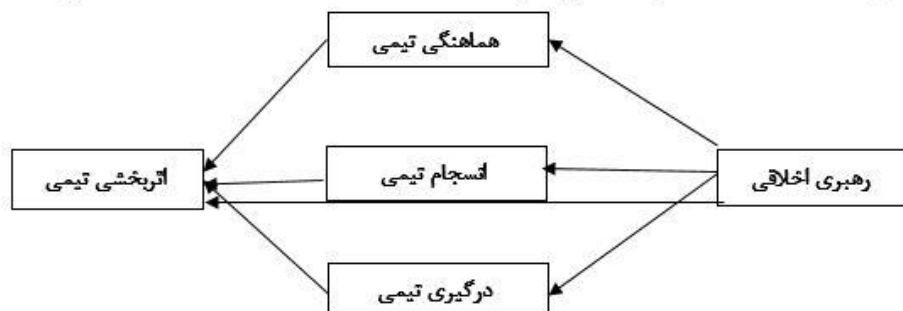 هماهنگی تیمی
رهبری اخلاقی
انسجام تیمی
اثربخشی تیمی
درگیری تیمی